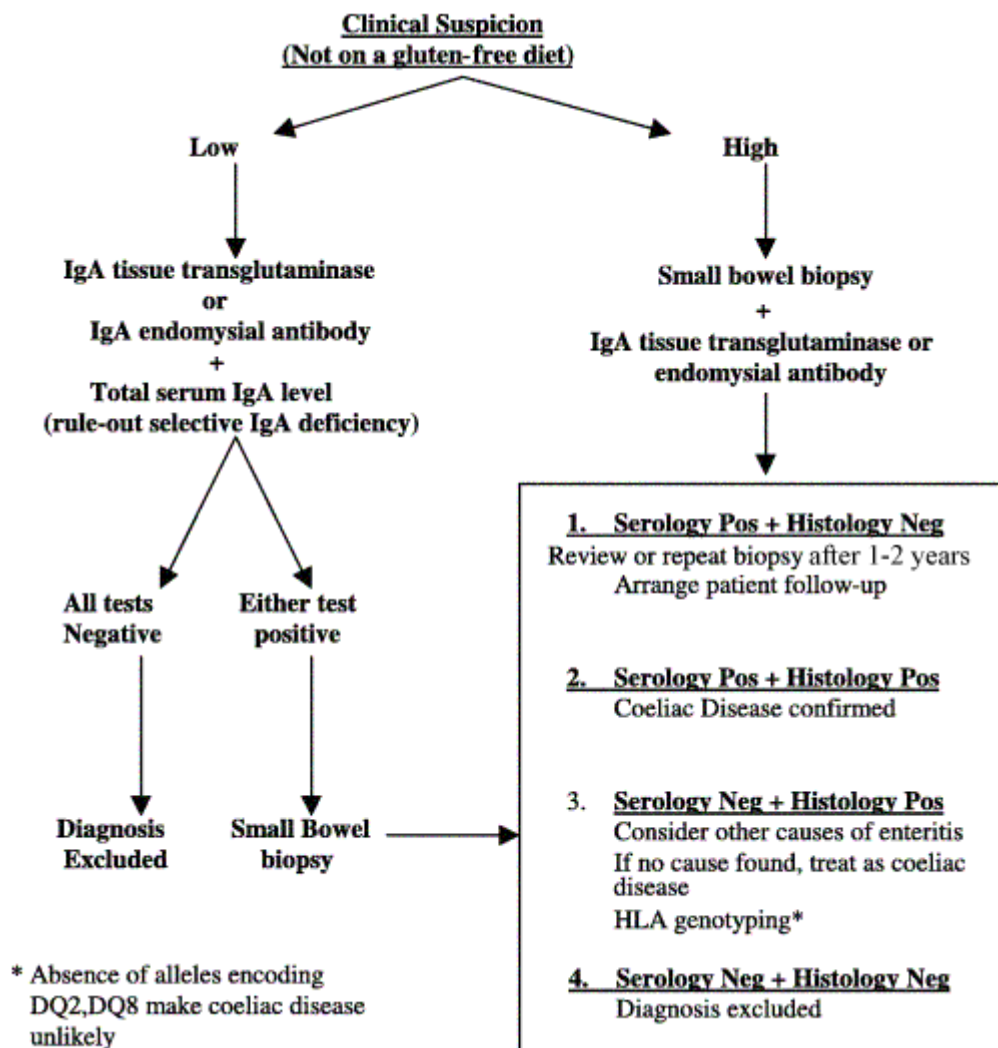 Clinical Suspicion
(Not on a gluten-free diet)
Low
High
IgA tissue transglutaminase
or
IgA endomysial antibody
+
Total serum IgA level
(rule-out selective IgA deficiency)
Small bowel biopsy
+
IgA tissue transglutaminase or
endomysial antibody
All tests
Negative
Either test
positive
Diagnosis
Excluded
Small Bowel
biopsy
1. Serology Pos + Histology Neg
Review or repeat biopsy after 1-2 years
Arrange patient follow-up
2. Serology Pos + Histology Pos
Coeliac Disease confirmed
3. Serology Neg + Histology Pos
Consider other causes of enteritis
If no cause found, treat as coeliac
disease
HLA genotyping*
4. Serology Neg + Histology Neg
Diagnosis excluded
* Absence of alleles encoding
DQ2,DQ8 make coeliac disease
unlikely